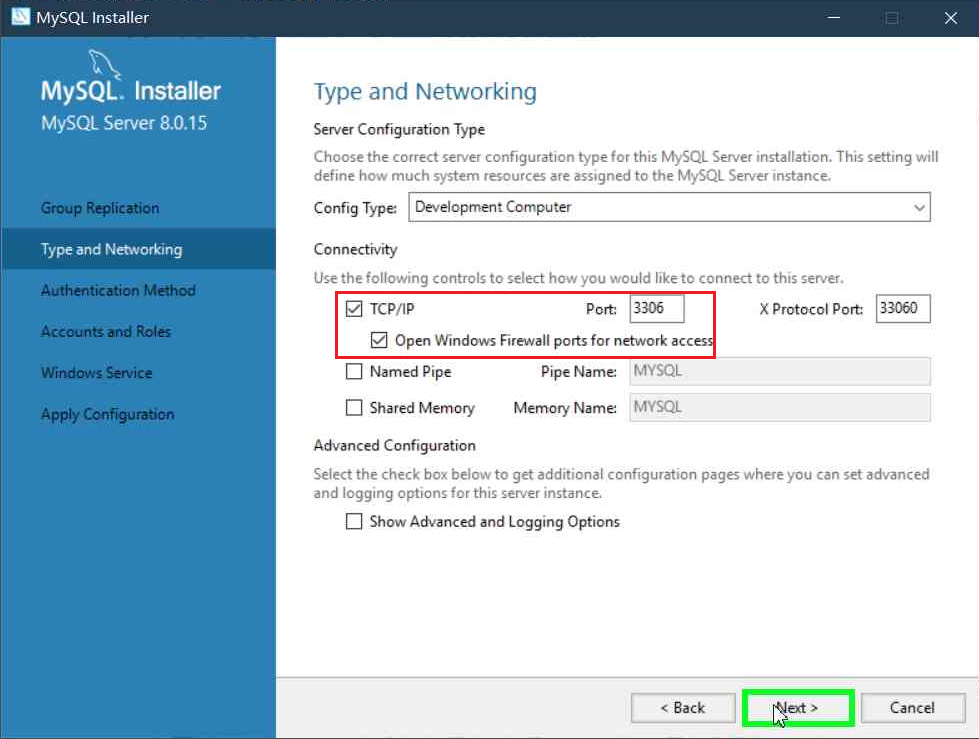 MySQL Installer
MySQL. Installer
MySQL Server 8.0.15
Group Replication
Type and Networking
Authentication Method
Accounts and Roles
Windows Service
Apply Configuration
Type and Networking
Server Configuration Type
Choose the correct server configuration type for this MySQL Server installation. This setting will
define how much system resources are assigned to the MySQL Server instance.
Config Type: Development Computer
Connectivity
Use the following controls to select how you would like to connect to this server.
TCP/IP Port: 3306 X Protocol Port: 33060
Open Windows Firewall ports for network access
Named Pipe Pipe Name: MYSQL
Shared Memory Memory Name: MYSQL
Advanced Configuration
Select the check box below to get additional configuration pages where you can set advanced
and logging options for this server instance.
Show Advanced and Logging Options
< Back Next > Cancel